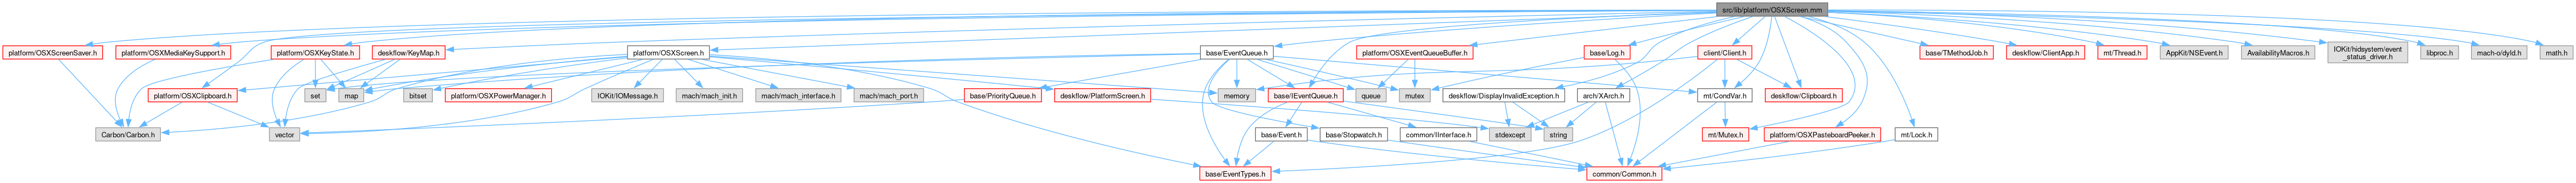 src/lib/platform/OSXScreen.mm
platform/OSXScreenSaver.h
platform/OSXMediaKeySupport.h
platform/OSXKeyState.h
deskflow/KeyMap.h
platform/OSXScreen.h
base/EventQueue.h
platform/OSXEventQueueBuffer.h
base/Log.h
client/Client.h
base/TMethodJob.h
deskflow/ClientApp.h
mt/Thread.h
AppKit/NSEvent.h
AvailabilityMacros.h
IOKit/hidsystem/event
_status_driver.h
libproc.h
mach-o/dyld.h
math.h
platform/OSXClipboard.h
set
map
bitset
platform/OSXPowerManager.h
IOKit/IOMessage.h
mach/mach_init.h
mach/mach_interface.h
mach/mach_port.h
base/PriorityQueue.h
deskflow/PlatformScreen.h
memory
base/IEventQueue.h
queue
mutex
deskflow/DisplayInvalidException.h
arch/XArch.h
mt/CondVar.h
deskflow/Clipboard.h
Carbon/Carbon.h
vector
base/Event.h
base/Stopwatch.h
common/IInterface.h
stdexcept
string
mt/Mutex.h
platform/OSXPasteboardPeeker.h
mt/Lock.h
base/EventTypes.h
common/Common.h